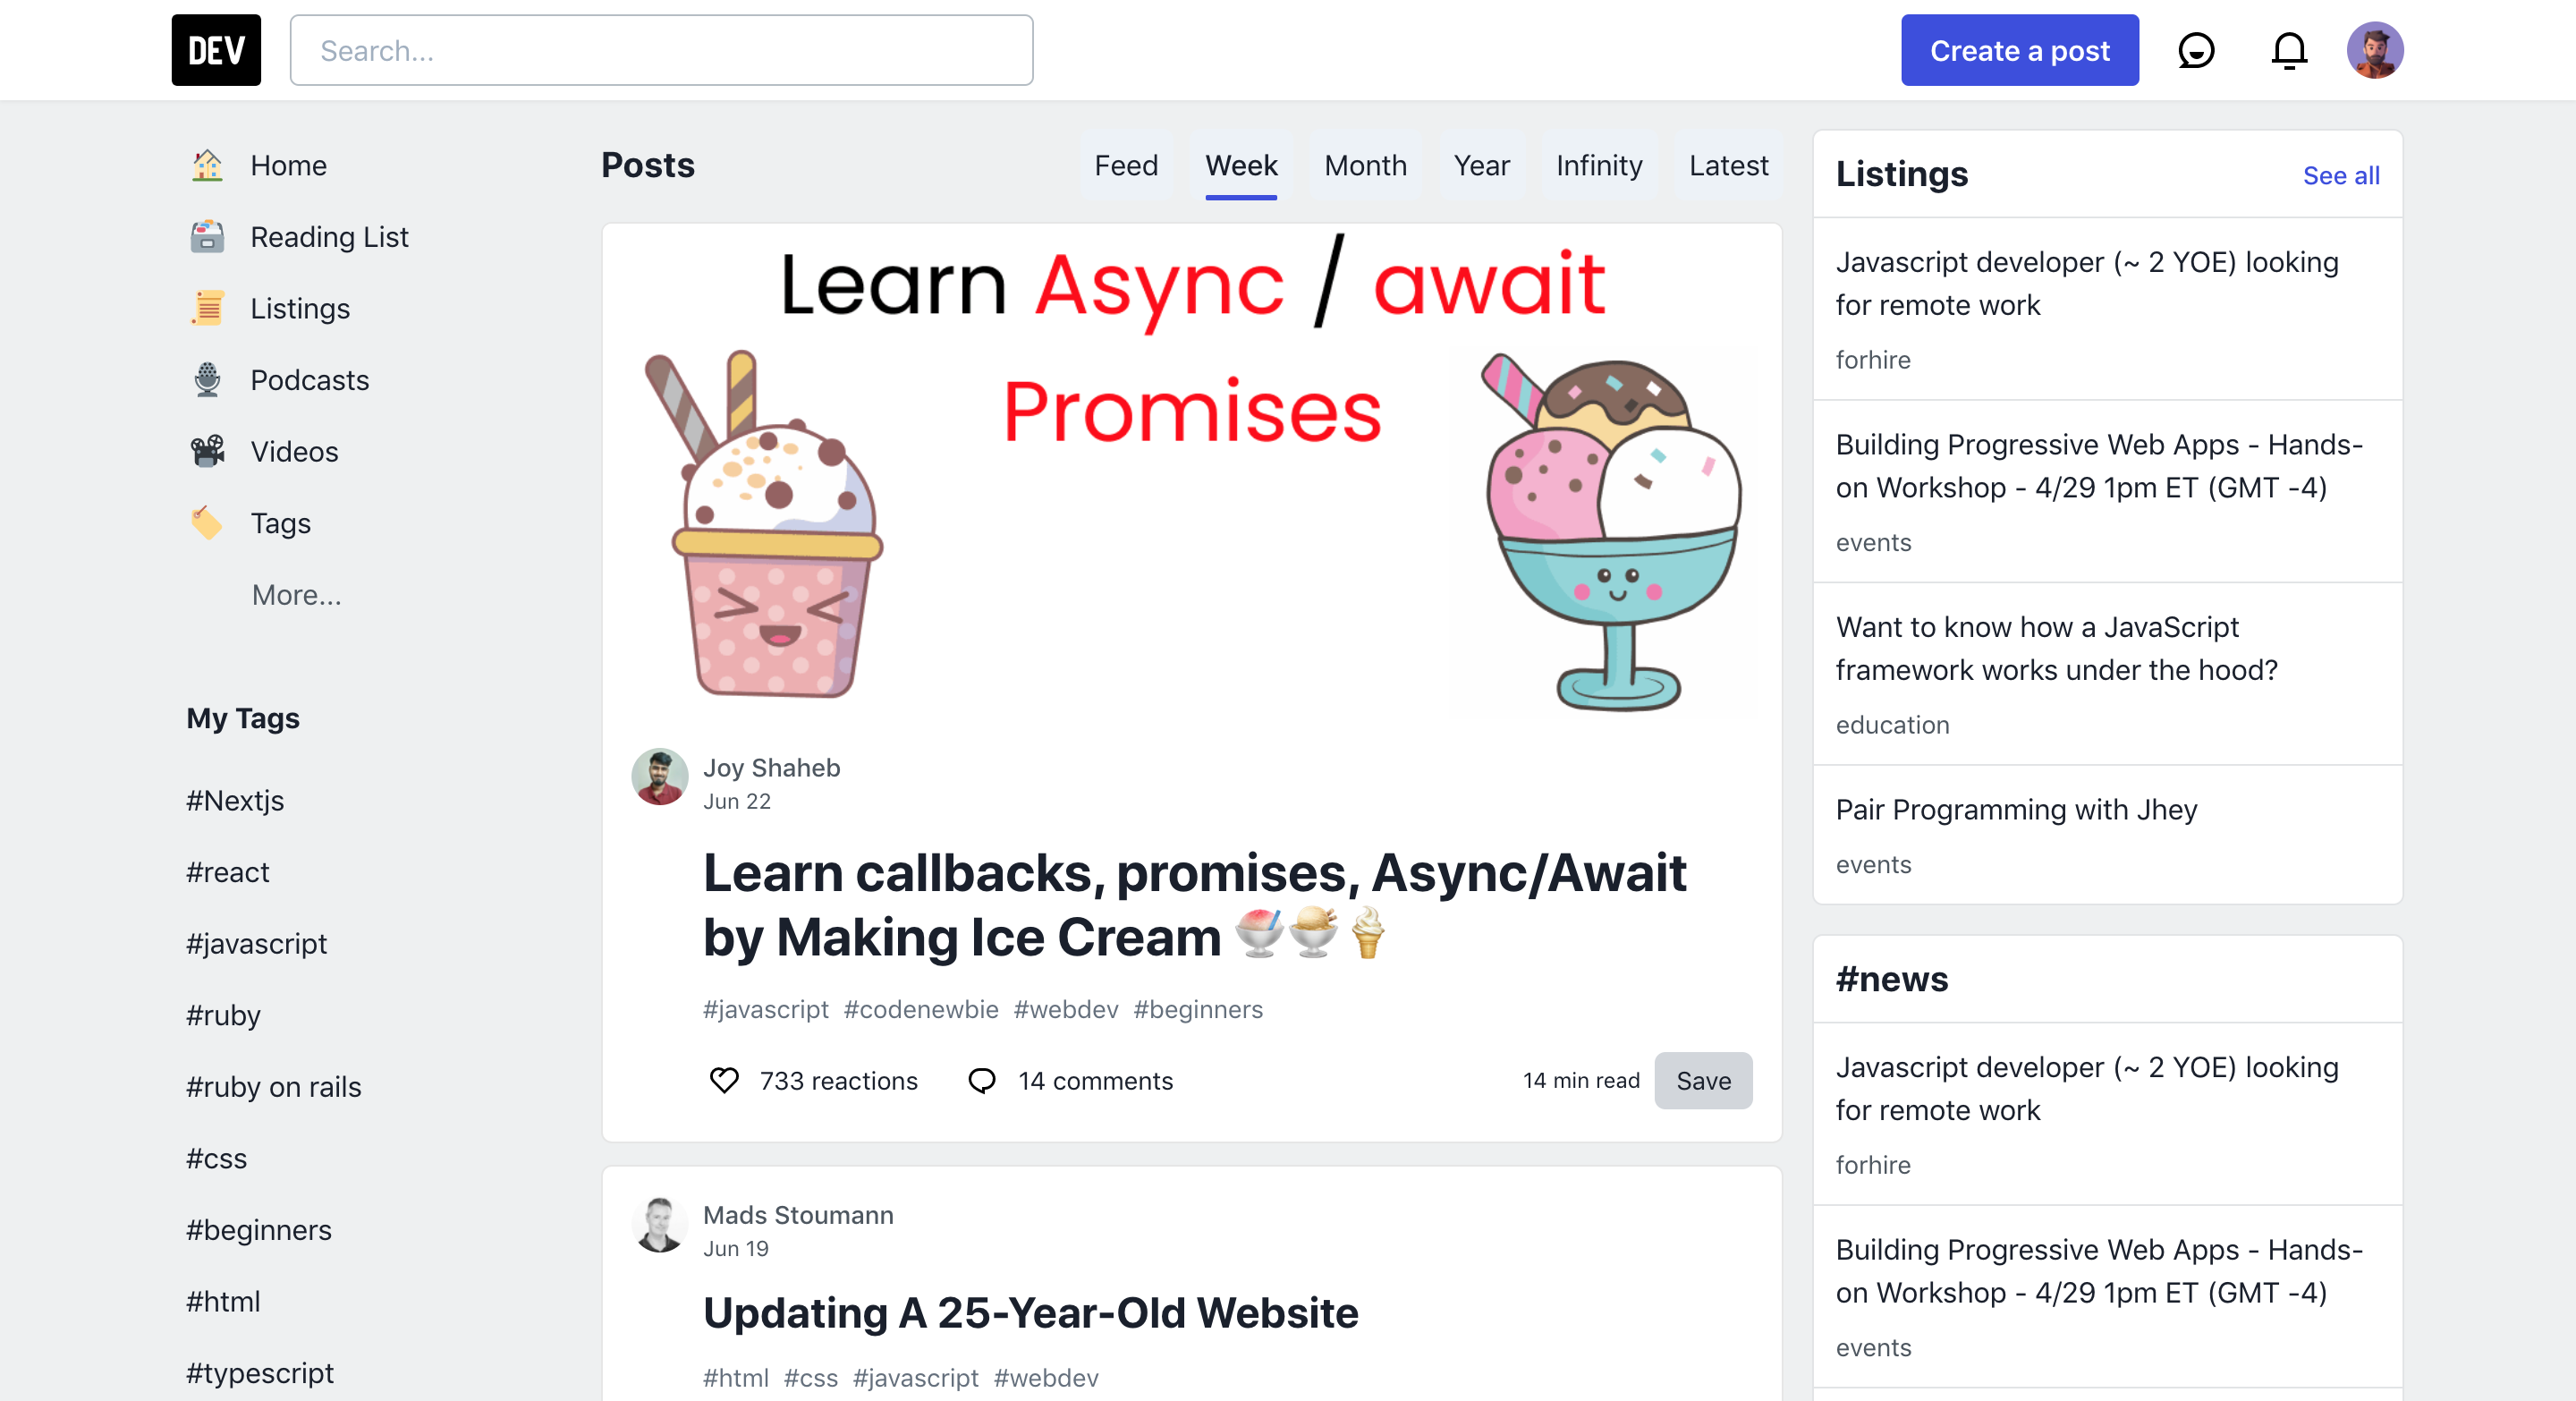 DEV
Search...
Create a post
Home
Reading List
Listings
Podcasts
Videos
Tags
More...
My Tags
#Nextjs
#react
#javascript
#ruby
#ruby on rails
#css
#beginners
#html
#typescript
Posts
Feed Week Month Year Infinity Latest
Learn Async / await
Promises
Joy Shaheb
Jun 22
Learn callbacks, promises, Async/Await
by Making Ice Cream 🍧🍨🍦
#javascript #codenewbie #webdev #beginners
733 reactions 14 comments 14 min read Save
Mads Stoumann
Jun 19
Updating A 25-Year-Old Website
#html #css #javascript #webdev
Listings See all
Javascript developer (~ 2 YOE) looking
for remote work
forhire
Building Progressive Web Apps - Hands-
on Workshop - 4/29 1pm ET (GMT -4)
events
Want to know how a JavaScript
framework works under the hood?
education
Pair Programming with Jhey
events
#news
Javascript developer (~ 2 YOE) looking
for remote work
forhire
Building Progressive Web Apps - Hands-
on Workshop - 4/29 1pm ET (GMT -4)
events